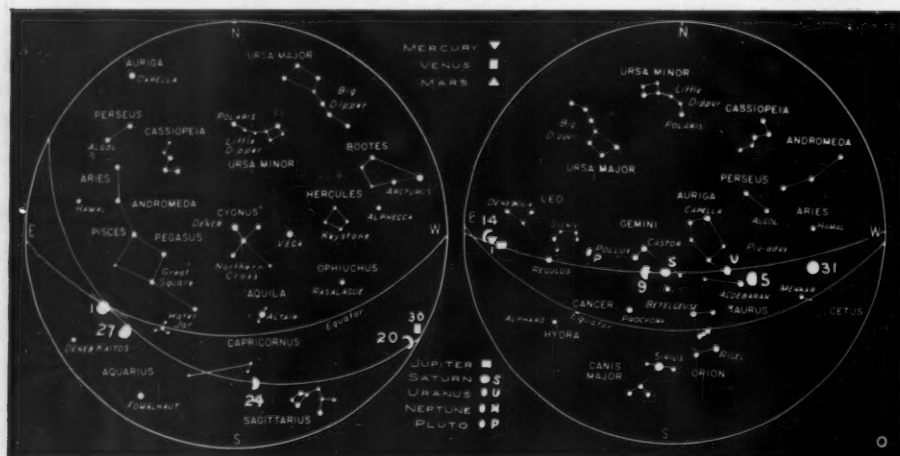 N
AURIGA
CAPELLA
URSA MAJOR
Big
Dipper
PERSEUS
ALGOL
CASSIOPEIA
POLARIS
Little
Dipper
URSA MINOR
BOOTES
ARCTURUS
ARIES
HAMAL
ANDROMEDA
HERCULES
Keystone
ALPHECCA
CYGNUS
DENEB
VEGA
E
W
PISCES
PEGASUS
Great
Square
Northern
Cross
OPHIUCHUS
RASALAGUE
AQUILA
ALTAIR
Equator
1
27
Water
Jar
30
20
DENEB KAITOS
CAPRICORNUS
AQUARIUS
24
FOMALHAUT
SAGITTARIUS
S
MERCURY
VENUS
MARS
JUPITER
SATURN S
URANUS U
NEPTUNE N
PLUTO P
N
URSA MINOR
Little
Dipper
POLARIS
CASSIOPEIA
Big
Dipper
URSA MAJOR
ANDROMEDA
PERSEUS
ALGOL
ARIES
HAMAL
DENEBOLA
LEO
Sickle
AURIGA
CAPELLA
E
14
GEMINI
CASTOR
POLLUX
P
Pleiades
W
REGULUS
S
9
U
S
31
ALDEBARAN
MENKAR
CANCER
BETELGEUSE
TAURUS
CETUS
PROCYON
Equator
ALPHARD
HYDRA
SIRIUS
RIGEL
CANIS
MAJOR
ORION
S